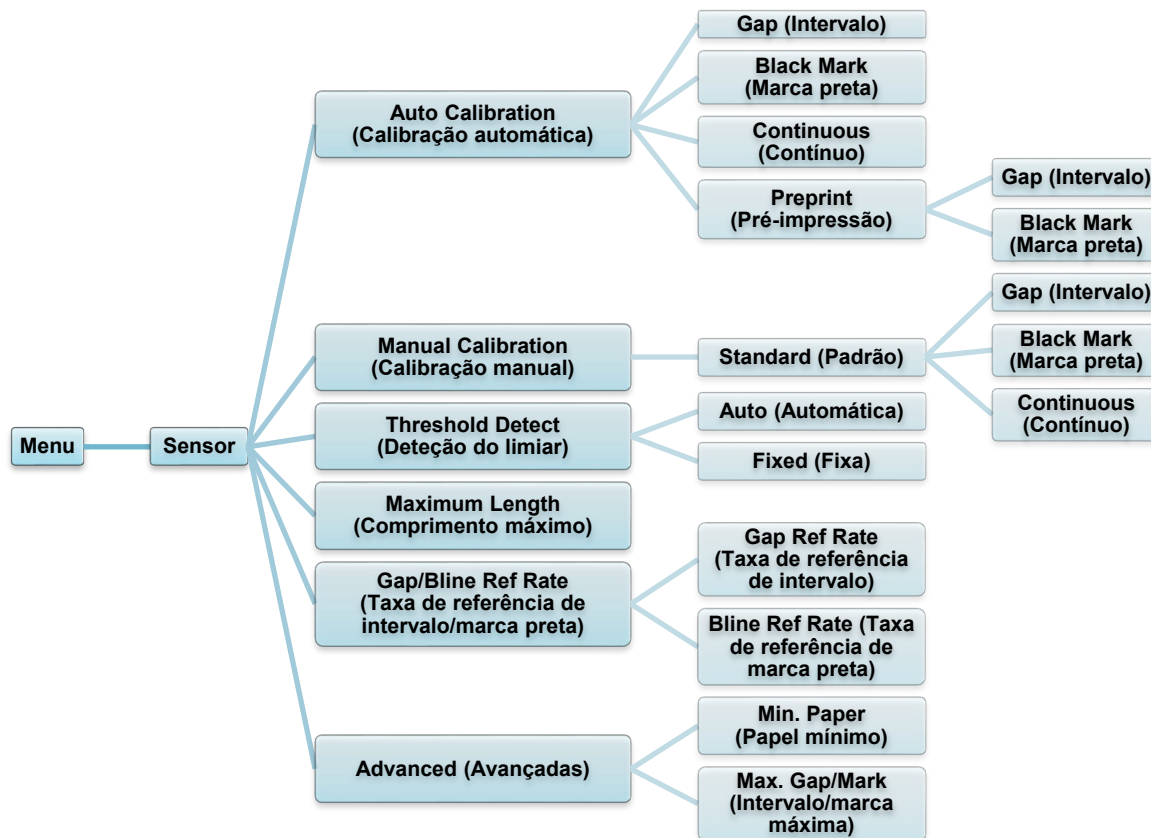 Menu
Sensor
Auto Calibration
(Calibração automática)
Gap (Intervalo)
Black Mark
(Marca preta)
Continuous
(Contínuo)
Preprint
(Pré-impressão)
Gap (Intervalo)
Black Mark
(Marca preta)
Manual Calibration
(Calibração manual)
Standard (Padrão)
Gap (Intervalo)
Black Mark
(Marca preta)
Continuous
(Contínuo)
Threshold Detect
(Deteção do limiar)
Auto (Automática)
Fixed (Fixa)
Maximum Length
(Comprimento máximo)
Gap/Bline Ref Rate
(Taxa de referência de
intervalo/marca preta)
Gap Ref Rate
(Taxa de referência
de intervalo)
Bline Ref Rate (Taxa
de referência de
marca preta)
Advanced (Avançadas)
Min. Paper
(Papel mínimo)
Max. Gap/Mark
(Intervalo/marca
máxima)